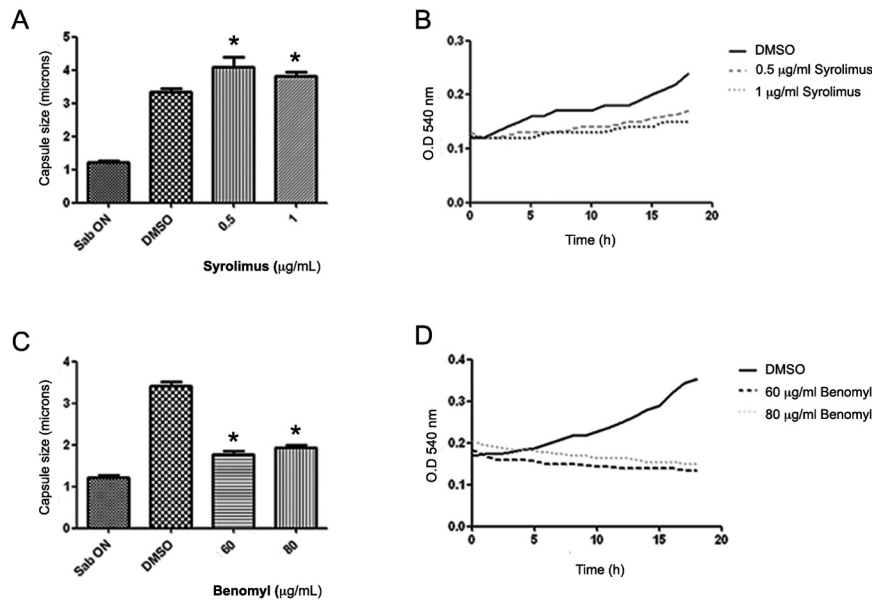 A
Capsule size (microns)
5
4
3
2
1
0
*
*
Sab ON
DMSO
0.5
1
Syrolimus (μg/mL)
B
O.D 540 nm
0.3
0.2
0.1
0.0
0
5
10
15
20
Time (h)
DMSO
0.5 μg/ml Syrolimus
1 μg/ml Syrolimus
C
Capsule size (microns)
4
3
2
1
0
*
*
Sab ON
DMSO
60
80
Benomyl (μg/mL)
D
O.D 540 nm
0.4
0.3
0.2
0.1
0.0
0
5
10
15
20
Time (h)
DMSO
60 μg/ml Benomyl
80 μg/ml Benomyl